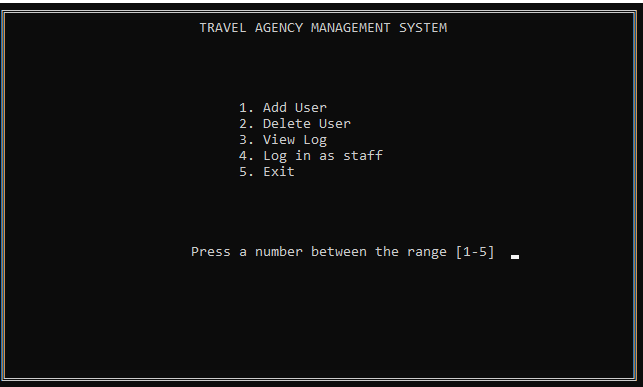 TRAVEL AGENCY MANAGEMENT SYSTEM
1. Add User
2. Delete User
3. View Log
4. Log in as staff
5. Exit
Press a number between the range [1-5]